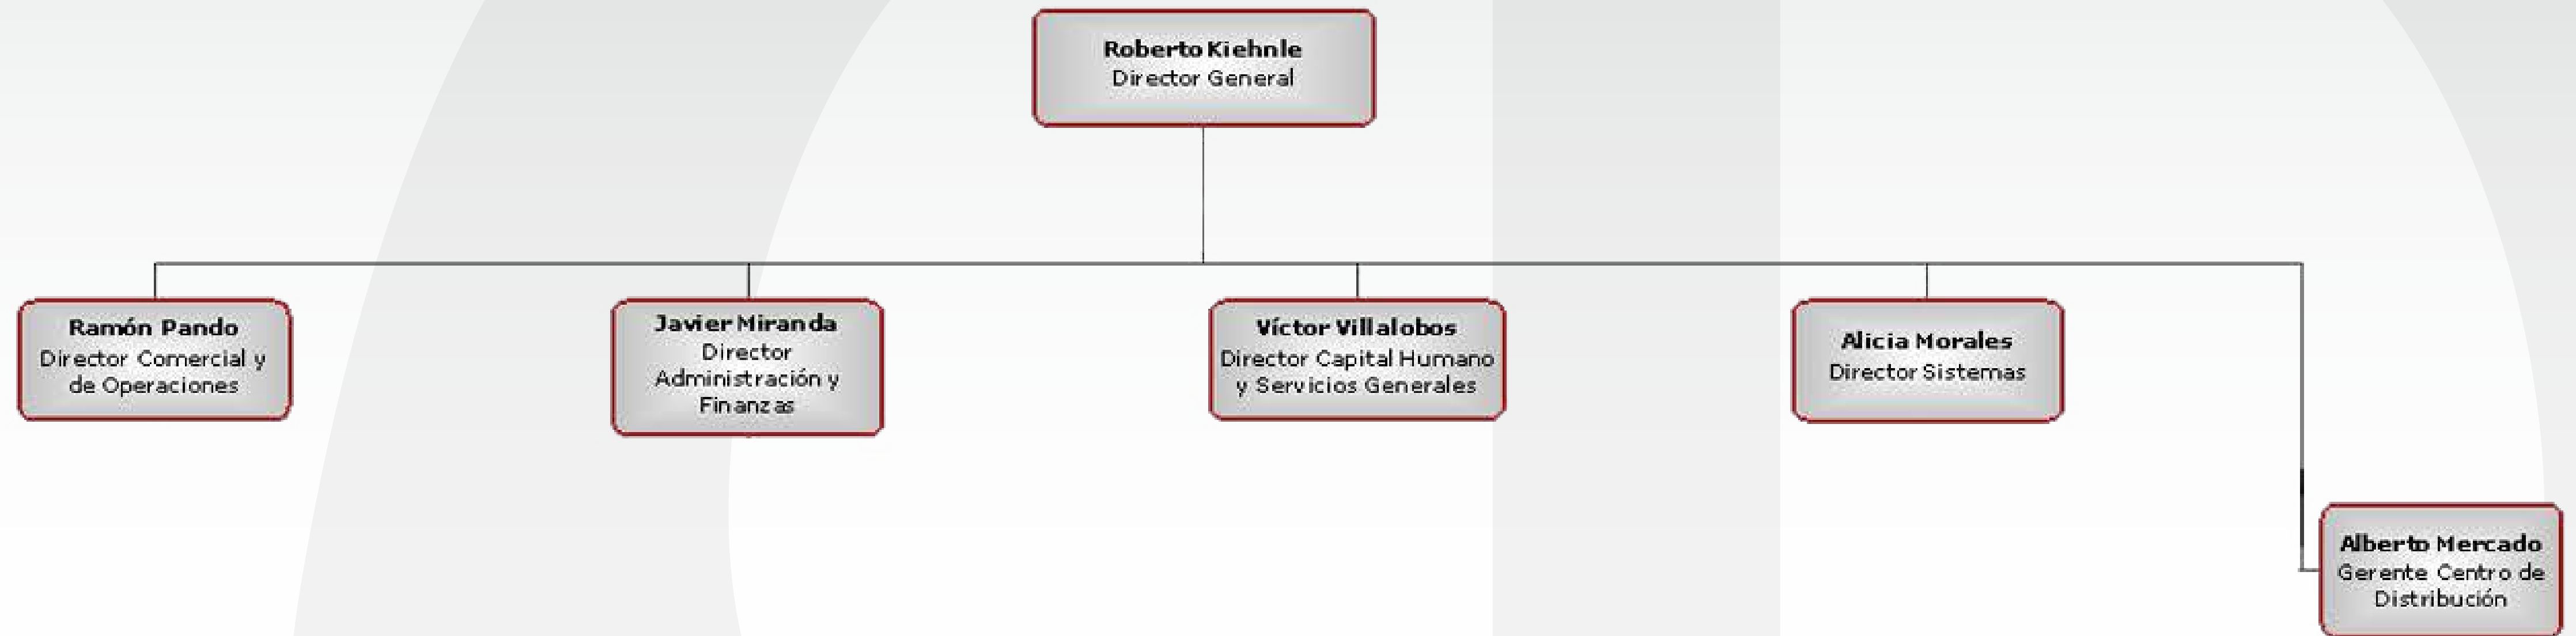 Roberto Kiehnle
Director General
Ramón Pando
Director Comercial y
de Operaciones
Javier Miranda
Director
Administración y
Finanzas
Víctor Villalobos
Director Capital Humano
y Servicios Generales
Alicia Morales
Director Sistemas
Alberto Mercado
Gerente Centro de
Distribución